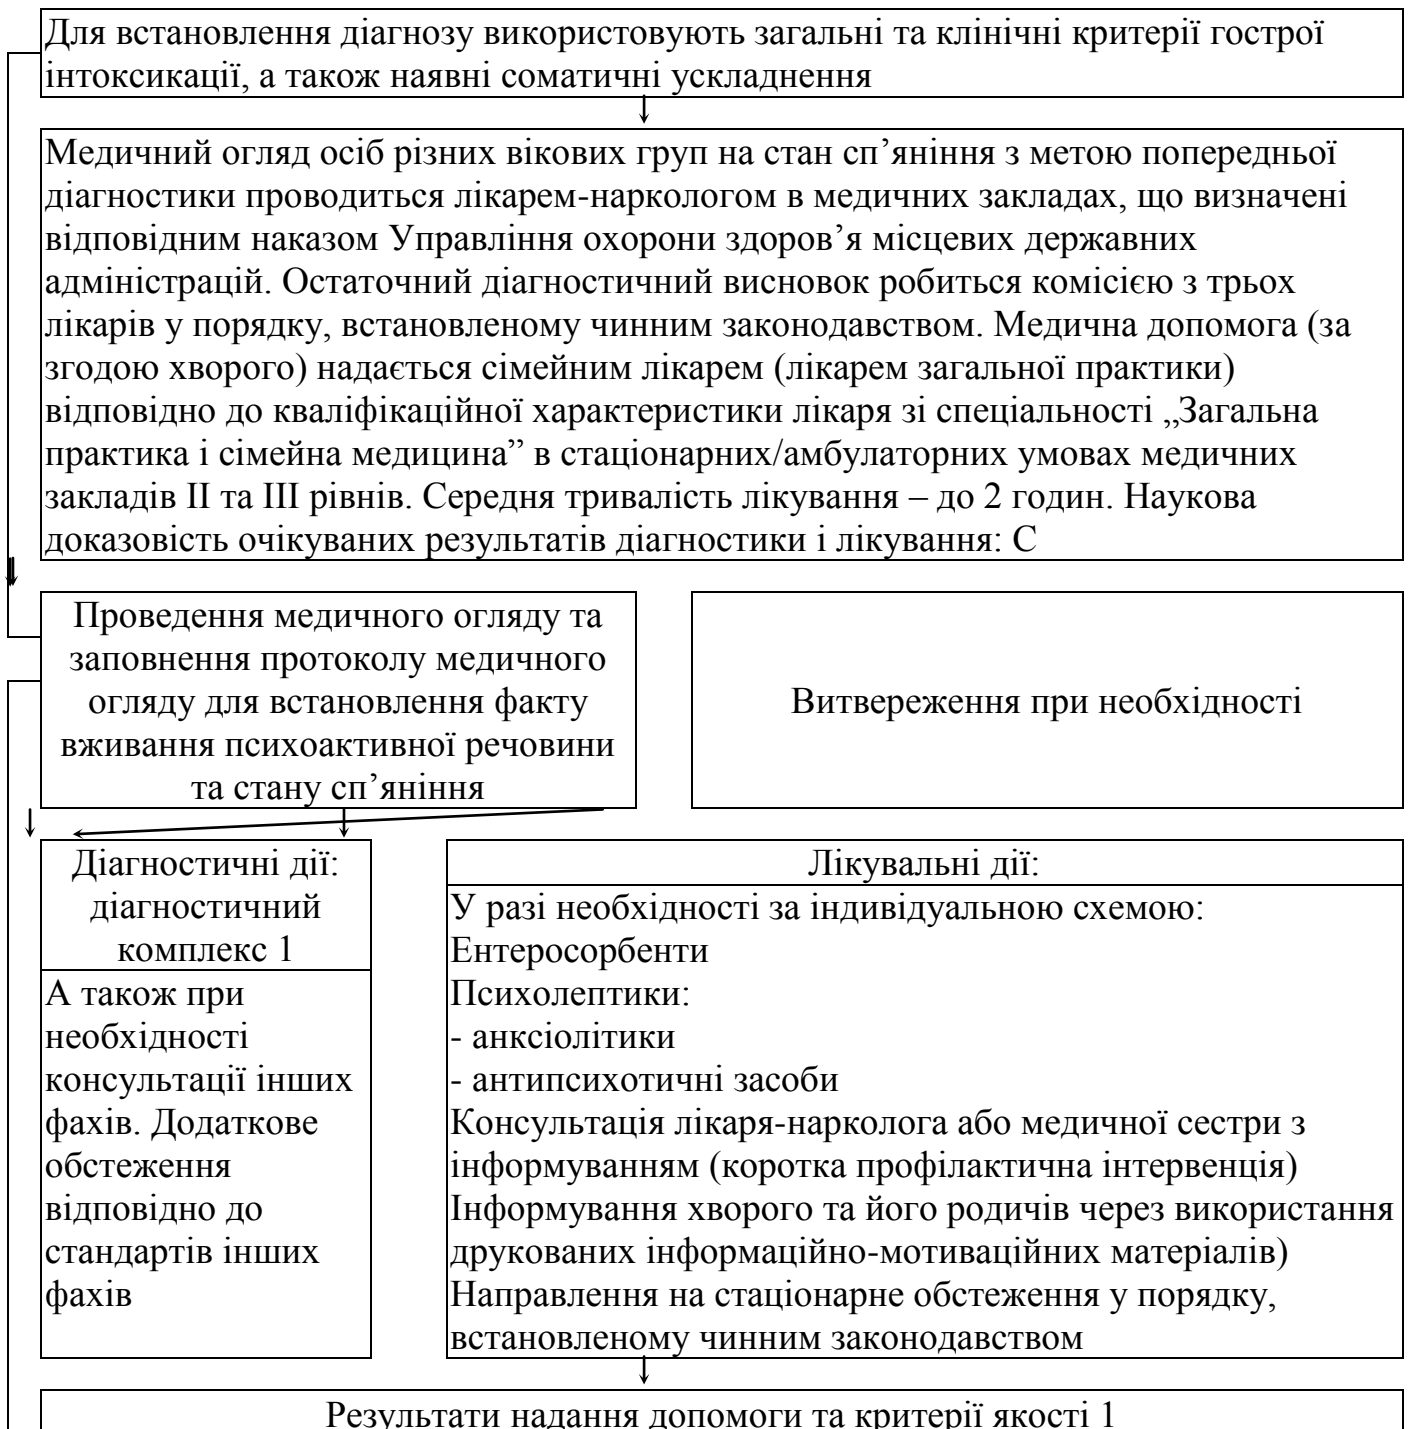 Для встановлення діагнозу використовують загальні та клінічні критерії гострої
інтоксикації, а також наявні соматичні ускладнення
Медичний огляд осіб різних вікових груп на стан сп’яніння з метою попередньої
діагностики проводиться лікарем-наркологом в медичних закладах, що визначені
відповідним наказом Управління охорони здоров’я місцевих державних
адміністрацій. Остаточний діагностичний висновок робиться комісією з трьох
лікарів у порядку, встановленому чинним законодавством. Медична допомога (за
згодою хворого) надається сімейним лікарем (лікарем загальної практики)
відповідно до кваліфікаційної характеристики лікаря зі спеціальності „Загальна
практика і сімейна медицина” в стаціонарних/амбулаторних умовах медичних
закладів ІІ та ІІІ рівнів. Середня тривалість лікування – до 2 годин. Наукова
доказовість очікуваних результатів діагностики і лікування: С
Проведення медичного огляду та
заповнення протоколу медичного
огляду для встановлення факту
вживання психоактивної речовини
та стану сп’яніння
Витвереження при необхідності
Діагностичні дії:
діагностичний
комплекс 1
А також при
необхідності
консультації інших
фахів. Додаткове
обстеження
відповідно до
стандартів інших
фахів
Лікувальні дії:
У разі необхідності за індивідуальною схемою:
Ентеросорбенти
Психолептики:
- анксіолітики
- антипсихотичні засоби
Консультація лікаря-нарколога або медичної сестри з
інформуванням (коротка профілактична інтервенція)
Інформування хворого та його родичів через використання
друкованих інформаційно-мотиваційних матеріалів)
Направлення на стаціонарне обстеження у порядку,
встановленому чинним законодавством
Результати надання допомоги та критерії якості 1